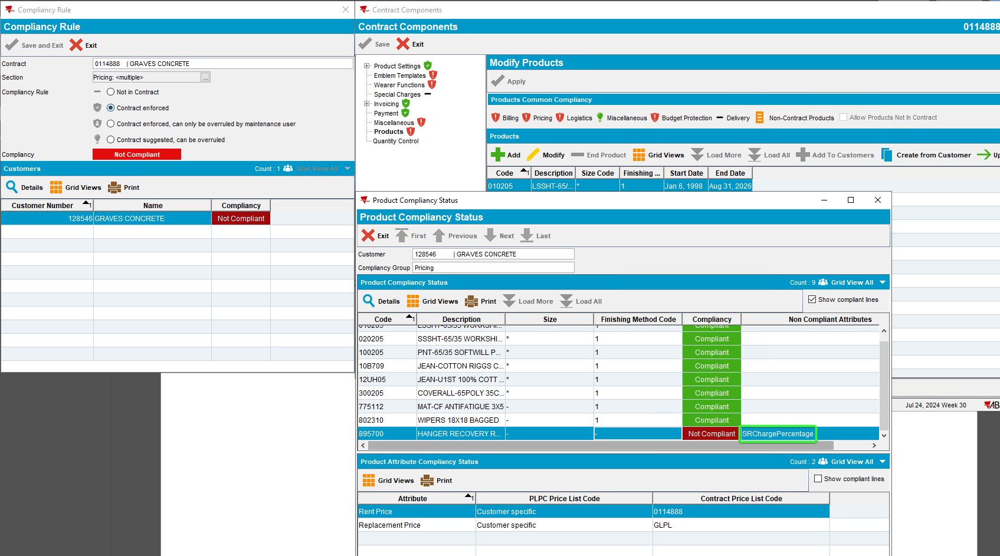 Compliancy Rule
Compliancy Rule
Save and Exit Exit
Contract 0114888 | GRAVES CONCRETE
Section Pricing: <multiple> ...
Compliancy Rule Not in Contract
Contract enforced
Contract enforced, can only be overruled by maintenance user
Contract suggested, can be overruled
Compliancy Not Compliant
Customers Count : 1 Grid View All
Details Grid Views Print
Customer Number 1 Name Compliancy
128546 GRAVES CONCRETE Not Compliant
Contract Components
Contract Components 0114888
Save Exit
Product Settings
Emblem Templates
Wearer Functions
Special Charges
Invoicing
Payment
Miscellaneous
Products
Quantity Control
Modify Products
Apply
Products Common Compliancy
Billing Pricing Logistics Miscellaneous Budget Protection Delivery Non-Contract Products Allow Products Not In Contract
Products
Add Modify End Product Grid Views Load More Load All Add To Customers Create from Customer Up
Code 1 Description Size Code Finishing ... Start Date End Date
010205 LSSHT-65/... * 1 Jan 6, 1998 Aug 31, 2026
Product Compliancy Status
Product Compliancy Status
Exit First Previous Next Last
Customer 128546 | GRAVES CONCRETE
Compliancy Group Pricing
Product Compliancy Status Count : 9 Grid View All
Details Grid Views Print Load More Load All Show compliant lines
Code 1 Description Size Finishing Method Code Compliancy Non Compliant Attributes
010205 LSSHT-65/35 WORKSHI... * 1 Compliant
020205 SSSHT-65/35 WORKSHI... * 1 Compliant
100205 PNT-65/35 SOFTWILL P... * 1 Compliant
10B709 JEAN-COTTON RIGGS C... * 1 Compliant
12UH05 JEAN-U1ST 100% COTT ... * 1 Compliant
300205 COVERALL-65POLY 35C... * 1 Compliant
775112 MAT-CF ANTIFATIGUE 3X5 - 1 Compliant
802310 WIPERS 18X18 BAGGED - 1 Compliant
895700 HANGER RECOVERY R... - - Not Compliant SRChargPercentage
Product Attribute Compliancy Status Count : 2 Grid View All
Grid Views Print Show compliant lines
Attribute 1 PLPC Price List Code Contract Price List Code
Rent Price Customer specific 0114888
Replacement Price Customer specific GLPL
Jul 24, 2024 Week 30 AB